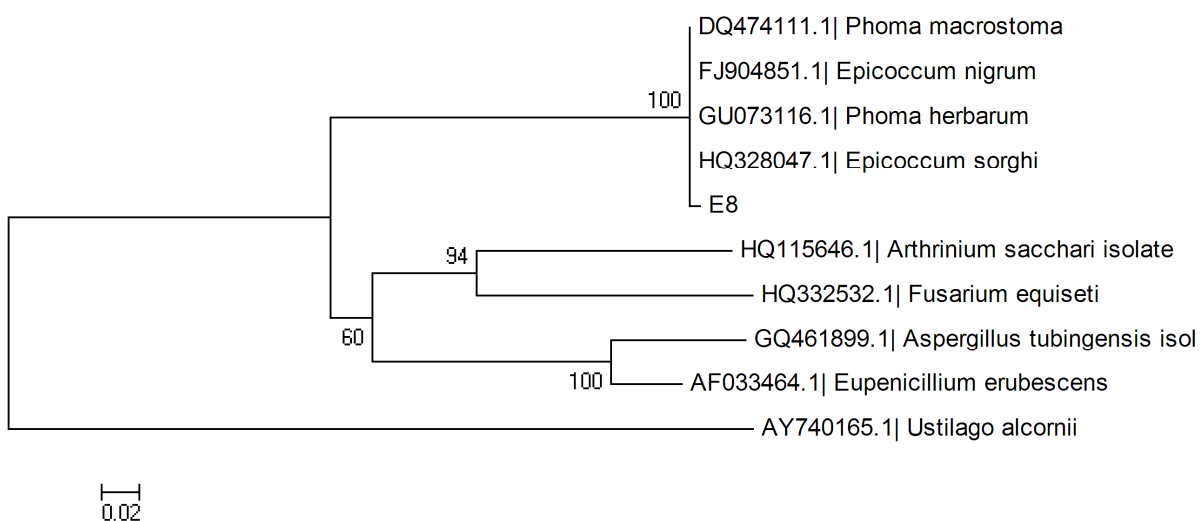 DQ474111.1| Phoma macrostoma
FJ904851.1| Epicoccum nigrum
100
GU073116.1| Phoma herbarum
HQ328047.1| Epicoccum sorghi
E8
94
HQ115646.1| Arthrinium sacchari isolate
HQ332532.1| Fusarium equiseti
60
GQ461899.1| Aspergillus tubingensis isol
100
AF033464.1| Eupenicillium erubescens
AY740165.1| Ustilago alcornii
0.02